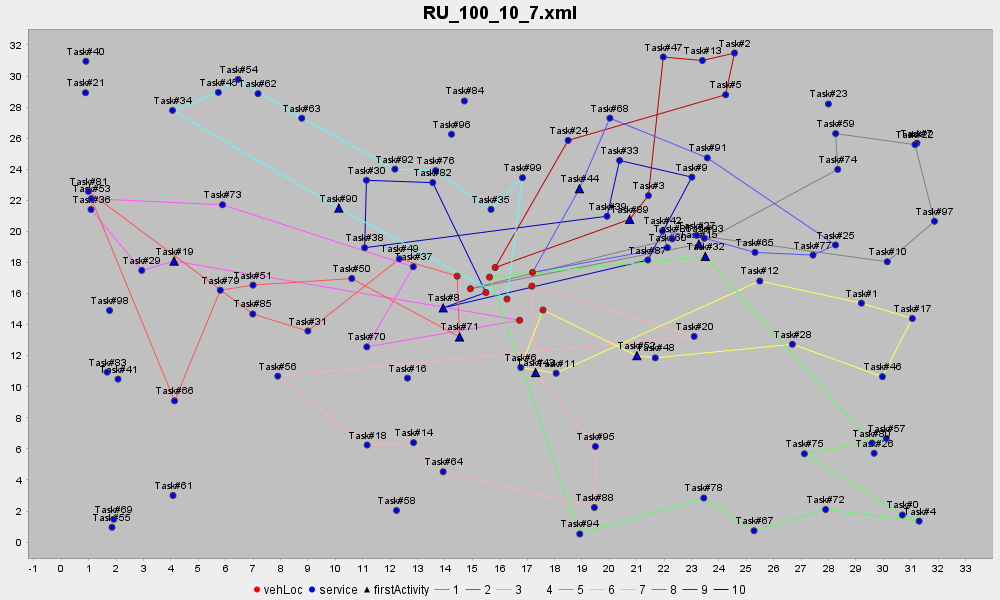 RU_100_10_7.xml
32
30
28
26
24
22
20
18
16
14
12
10
8
6
4
2
0
Task#40
Task#21
Task#54
Task#62
Task#34
Task#63
Task#84
Task#96
Task#92
Task#76
Task#30
Task#82
Task#99
Task#35
Task#90
Task#81
Task#53
Task#36
Task#73
Task#38
Task#49
Task#37
Task#29
Task#19
Task#50
Task#79
Task#51
Task#85
Task#31
Task#98
Task#8
Task#71
Task#70
Task#83
Task#41
Task#66
Task#56
Task#16
Task#18
Task#14
Task#64
Task#61
Task#58
Task#69
Task#55
Task#47
Task#13
Task#2
Task#5
Task#24
Task#68
Task#33
Task#91
Task#9
Task#44
Task#3
Task#39
Task#89
Task#42
Task#87
Task#32
Task#65
Task#77
Task#25
Task#23
Task#59
Task#74
Task#97
Task#10
Task#12
Task#1
Task#17
Task#28
Task#46
Task#20
Task#52
Task#48
Task#6
Task#11
Task#95
Task#88
Task#94
Task#78
Task#67
Task#72
Task#0
Task#4
Task#75
Task#57
Task#26
-1 0 1 2 3 4 5 6 7 8 9 10 11 12 13 14 15 16 17 18 19 20 21 22 23 24 25 26 27 28 29 30 31 32 33
vehLoc service firstActivity 1 2 3 4 5 6 7 8 9 10